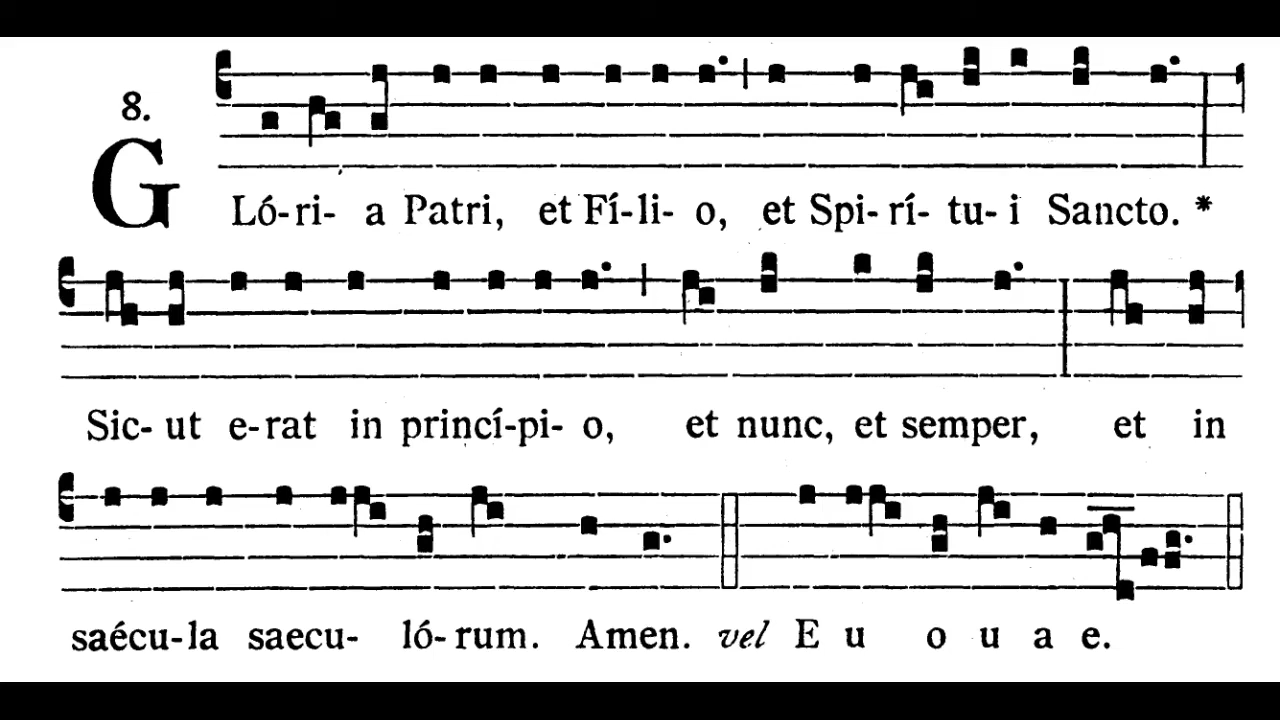 8.
GLó-ri- a Patri, et Fí-li- o, et Spi- rí- tu- i Sancto. *
Sic- ut e-rat in princí-pi- o, et nunc, et semper, et in
saécu-la saecu- ló-rum. Amen. vel E u o u a e.